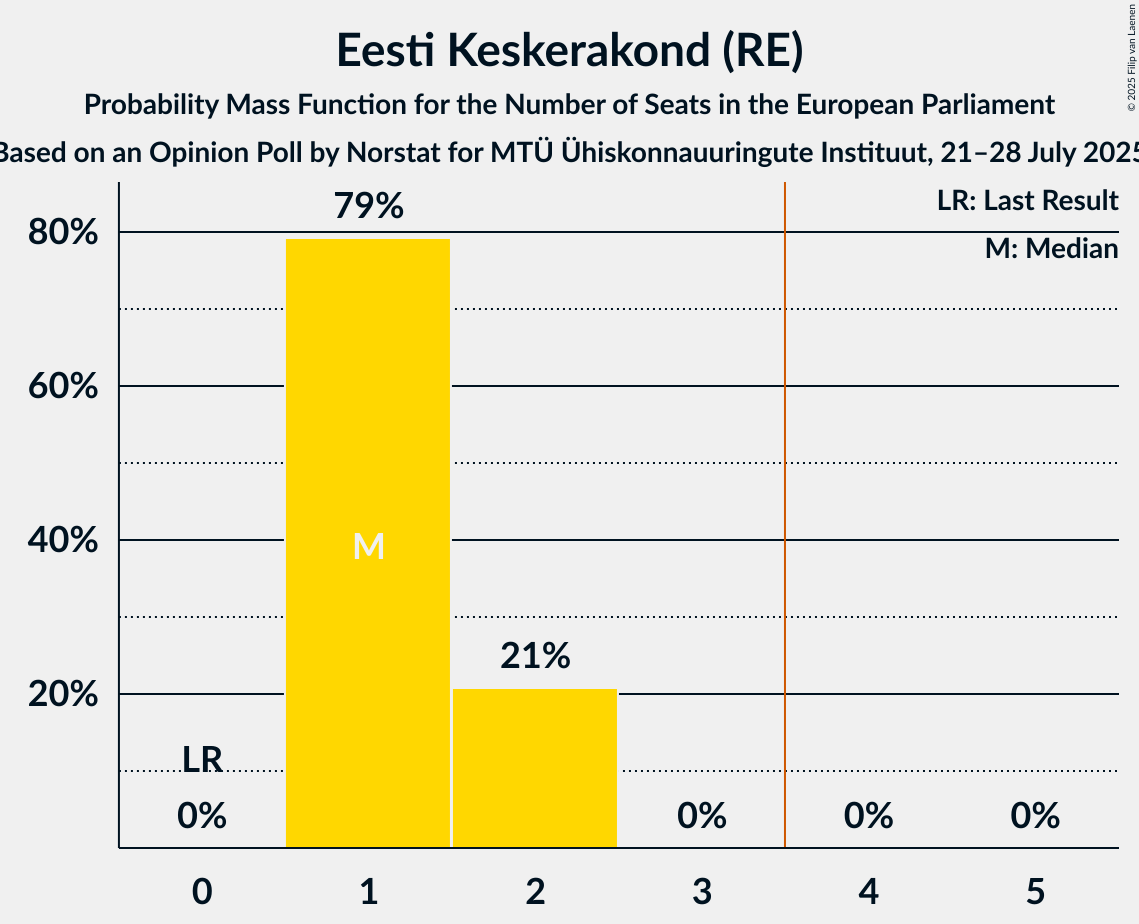 Eesti Keskerakond (RE)
Probability Mass Function for the Number of Seats in the European Parliament
Based on an Opinion Poll by Norstat for MTÜ Ühiskonnauuringute Instituut, 21–28 July 2025
© 2025 Filip van Laenen
LR: Last Result
M: Median
80%
60%
40%
20%
79%
M
21%
LR
0%
0%
0%
0%
0 1 2 3 4 5